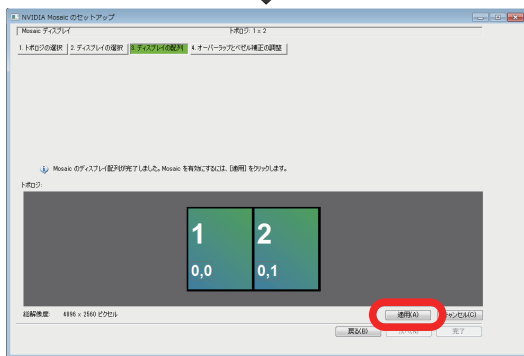 NVIDIA Mosaic のセットアップ
Mosaic ディスプレイ
トポロジ: 1 x 2
1. トポロジの選択
2. ディスプレイの選択
3. ディスプレイの配列
4. オーバーラップとベゼル補正の調整
Mosaic のディスプレイ配列が完了しました。Mosaic を有効にするには、[適用] をクリックします。
トポロジ:
1
2
0,0
0,1
総解像度: 4096 x 2560 ピクセル
適用(A)
キャンセル(C)
戻る(B)
完了